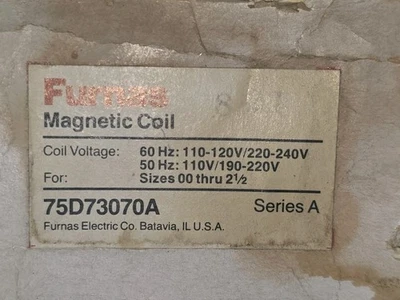 Furnas
Magnetic Coil
Coil Voltage: 60 Hz: 110-120V/220-240V
50 Hz: 110V/190-220V
For: Sizes 00 thru 2½
75D73070A Series A
Furnas Electric Co. Batavia, IL U.S.A.